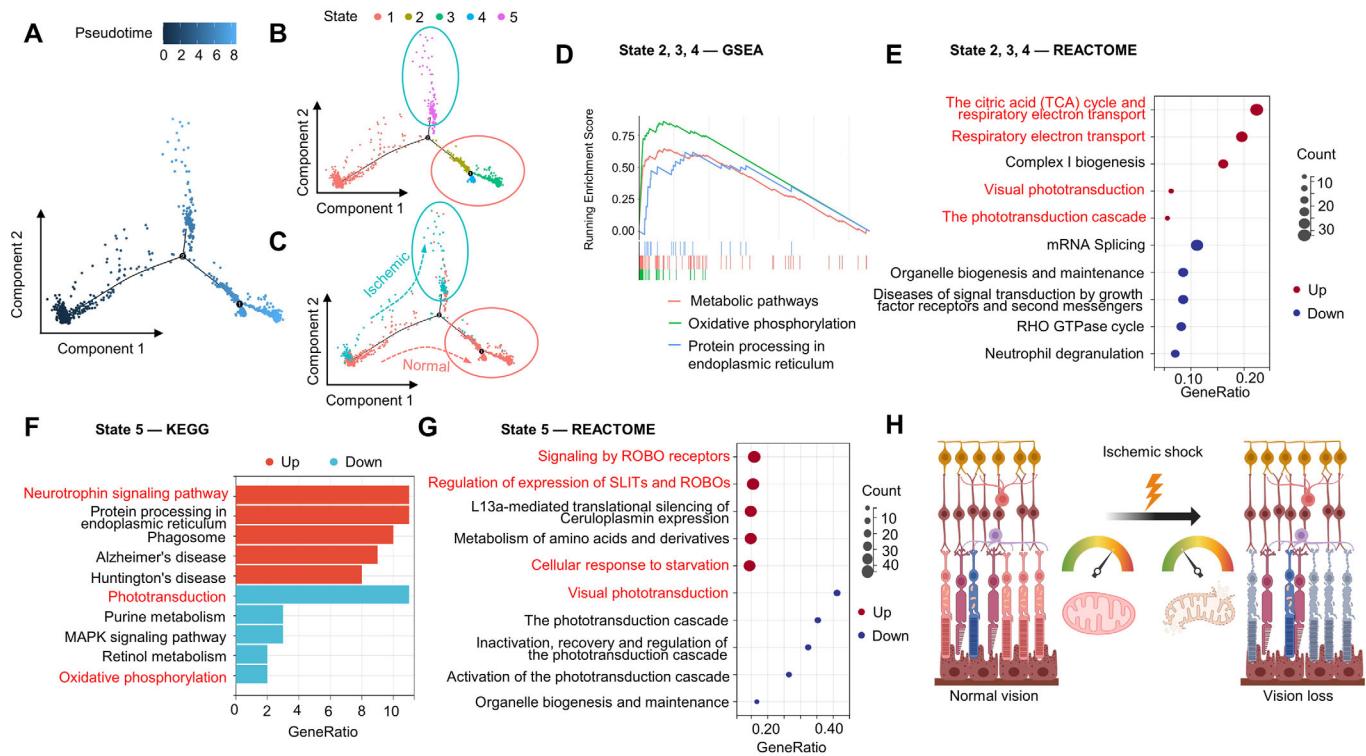 A
Pseudotime
0 2 4 6 8
Component 2
Component 1
B
State 1 2 3 4 5
Component 2
Component 1
2
1
C
Ischemic
Normal
Component 2
Component 1
D
State 2, 3, 4 — GSEA
Running Enrichment Score
0.75
0.50
0.25
0.00
Metabolic pathways
Oxidative phosphorylation
Protein processing in
endoplasmic reticulum
E
State 2, 3, 4 — REACTOME
The citric acid (TCA) cycle and
respiratory electron transport
Respiratory electron transport
Complex I biogenesis
Visual phototransduction
The phototransduction cascade
mRNA Splicing
Organelle biogenesis and maintenance
Diseases of signal transduction by growth
factor receptors and second messengers
RHO GTPase cycle
Neutrophil degranulation
0.10 0.20
GeneRatio
Count
10
20
30
Up
Down
F
State 5 — KEGG
Up Down
Neurotrophin signaling pathway
Protein processing in
endoplasmic reticulum
Phagosome
Alzheimer's disease
Huntington's disease
Phototransduction
Purine metabolism
MAPK signaling pathway
Retinol metabolism
Oxidative phosphorylation
0 2 4 6 8 10
GeneRatio
G
State 5 — REACTOME
Signaling by ROBO receptors
Regulation of expression of SLITs and ROBOs
L13a-mediated translational silencing of
Ceruloplasmin expression
Metabolism of amino acids and derivatives
Cellular response to starvation
Visual phototransduction
The phototransduction cascade
Inactivation, recovery and regulation of
the phototransduction cascade
Activation of the phototransduction cascade
Organelle biogenesis and maintenance
0.20 0.40
GeneRatio
Count
10
20
30
40
Up
Down
H
Ischemic shock
Normal vision
Vision loss